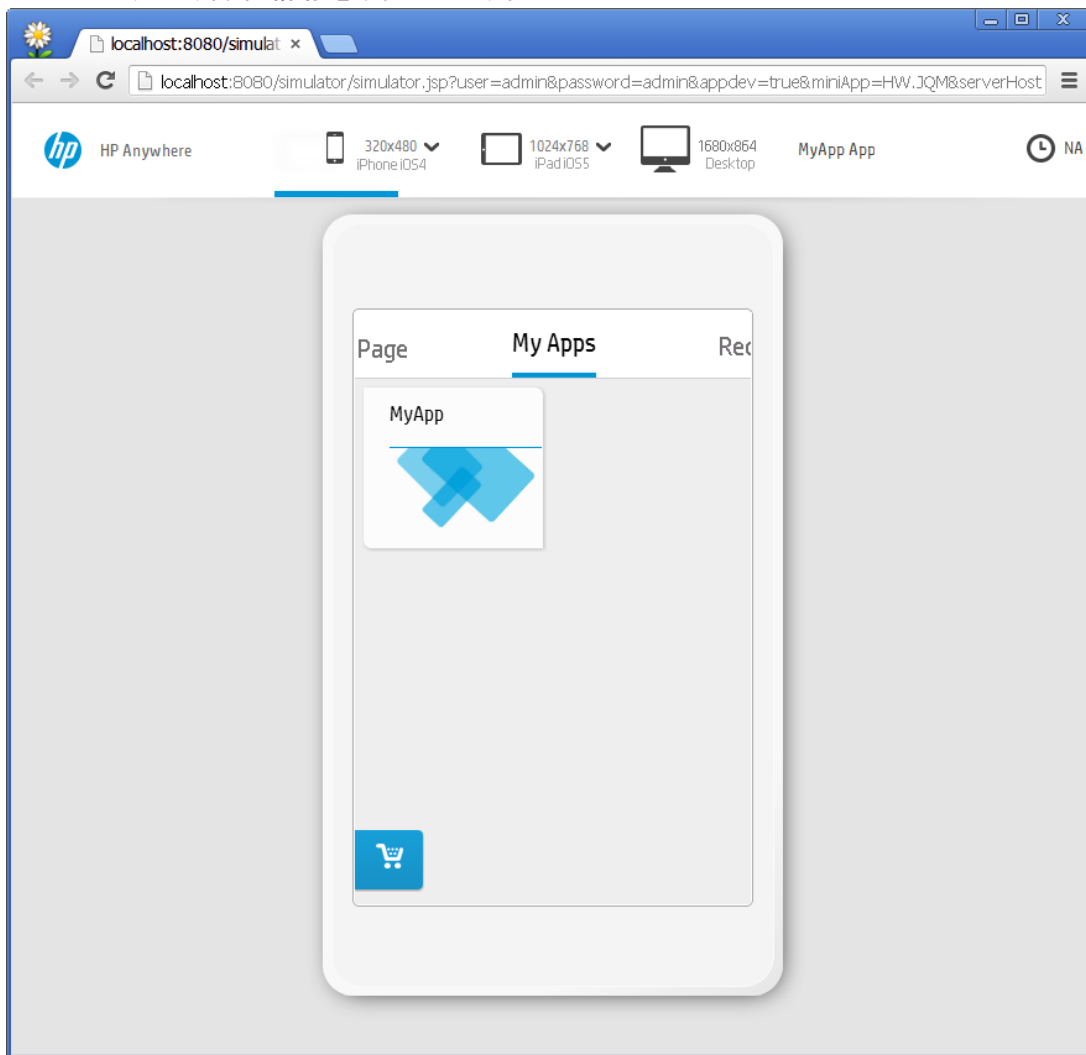 localhost:8080/simulat
localhost:8080/simulator/simulator.jsp?user=admin&password=admin&appdev=true&miniApp=HW.JQM&serverHost
hp
HP Anywhere
320x480
iPhone iOS4
1024x768
iPad iOS5
1680x864
Desktop
MyApp App
NA
Page
My Apps
Rec
MyApp